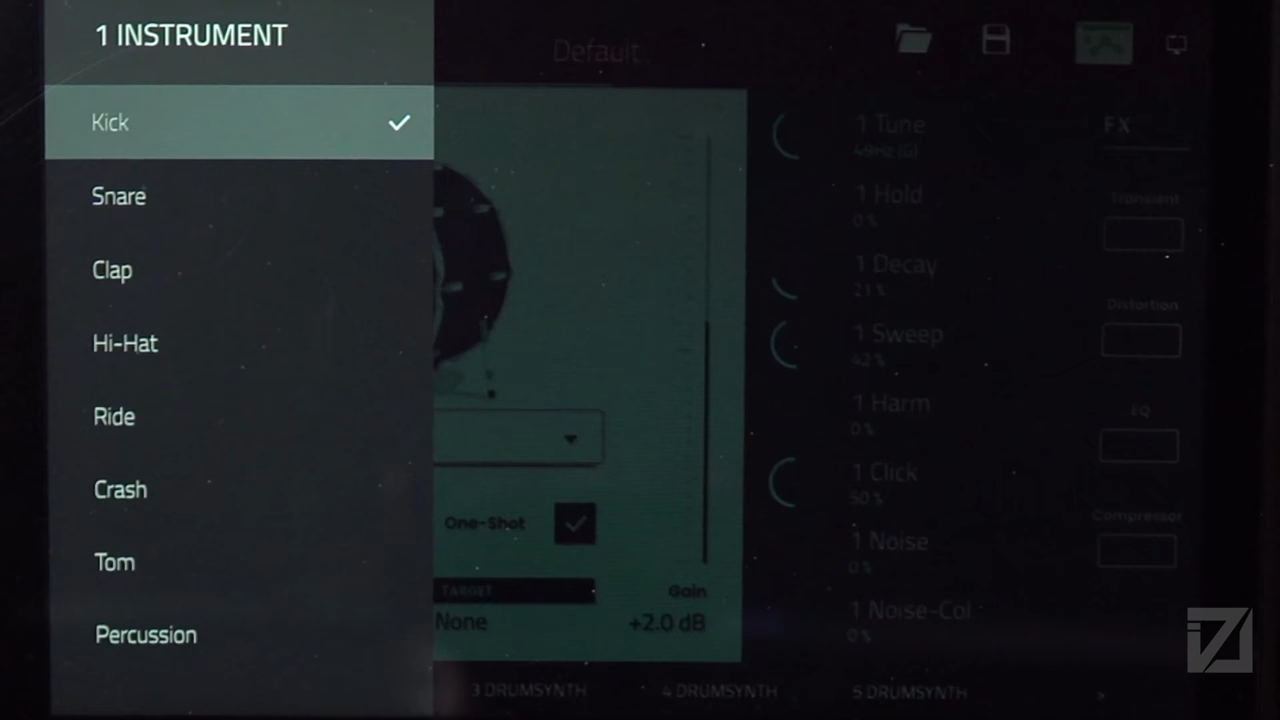 1 INSTRUMENT
Kick
Snare
Clap
Hi-Hat
Ride
Crash
Tom
Percussion
Default
One-Shot
TARGET
None
Gain
+2.0 dB
1 Tune
49Hz (G)
1 Hold
0 %
1 Decay
21 %
1 Sweep
42 %
1 Harm
0 %
1 Click
50 %
1 Noise
0 %
1 Noise-Col
0 %
FX
Transient
Distortion
EQ
Compressor
3 DRUMSYNTH
4 DRUMSYNTH
5 DRUMSYNTH
>